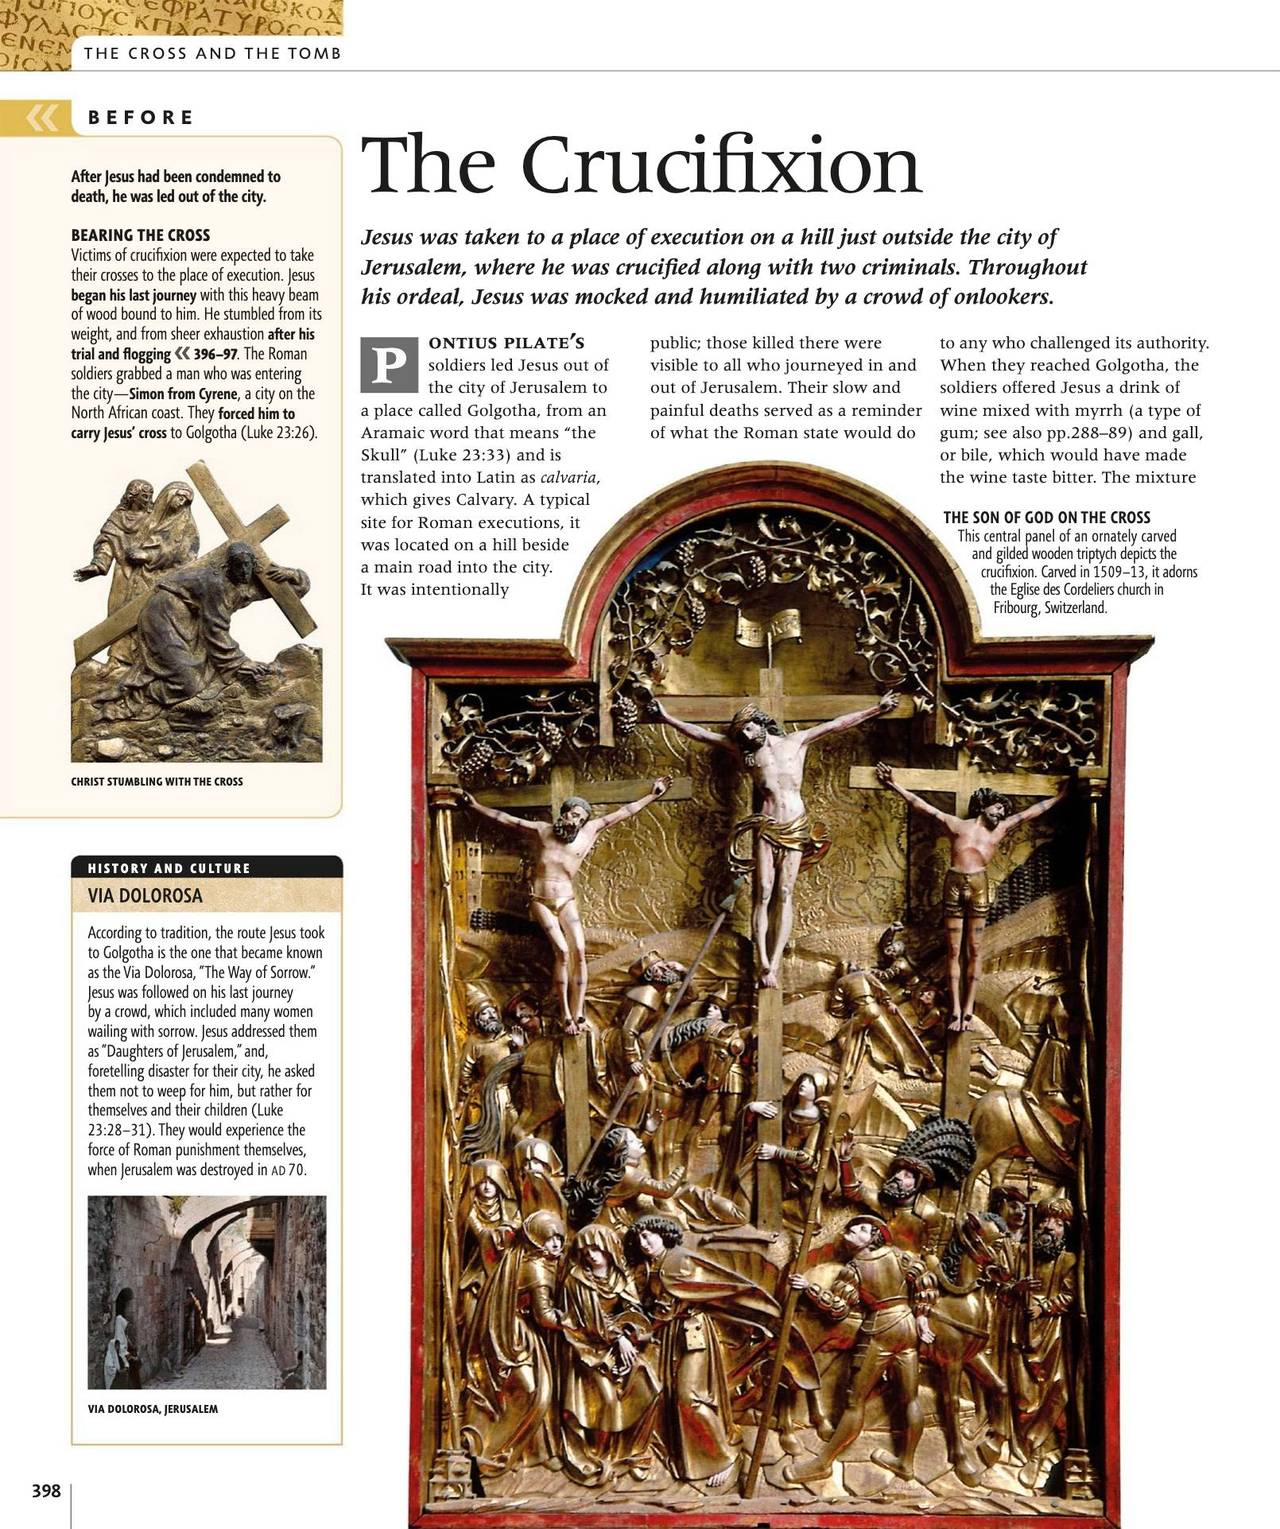 THE CROSS AND THE TOMB
BEFORE
After Jesus had been condemned to
death, he was led out of the city.
BEARING THE CROSS
Victims of crucifixion were expected to take
their crosses to the place of execution. Jesus
began his last journey with this heavy beam
of wood bound to him. He stumbled from its
weight, and from sheer exhaustion after his
trial and flogging « 396–97. The Roman
soldiers grabbed a man who was entering
the city—Simon from Cyrene, a city on the
North African coast. They forced him to
carry Jesus’ cross to Golgotha (Luke 23:26).
CHRIST STUMBLING WITH THE CROSS
HISTORY AND CULTURE
VIA DOLOROSA
According to tradition, the route Jesus took
to Golgotha is the one that became known
as the Via Dolorosa, “The Way of Sorrow.”
Jesus was followed on his last journey
by a crowd, which included many women
wailing with sorrow. Jesus addressed them
as “Daughters of Jerusalem,” and,
foretelling disaster for their city, he asked
them not to weep for him, but rather for
themselves and their children (Luke
23:28–31). They would experience the
force of Roman punishment themselves,
when Jerusalem was destroyed in AD 70.
VIA DOLOROSA, JERUSALEM
The Crucifixion
Jesus was taken to a place of execution on a hill just outside the city of
Jerusalem, where he was crucified along with two criminals. Throughout
his ordeal, Jesus was mocked and humiliated by a crowd of onlookers.
PONTIUS PILATE’S
soldiers led Jesus out of
the city of Jerusalem to
a place called Golgotha, from an
Aramaic word that means “the
Skull” (Luke 23:33) and is
translated into Latin as calvaria,
which gives Calvary. A typical
site for Roman executions, it
was located on a hill beside
a main road into the city.
It was intentionally
public; those killed there were
visible to all who journeyed in and
out of Jerusalem. Their slow and
painful deaths served as a reminder
of what the Roman state would do
to any who challenged its authority.
When they reached Golgotha, the
soldiers offered Jesus a drink of
wine mixed with myrrh (a type of
gum; see also pp.288–89) and gall,
or bile, which would have made
the wine taste bitter. The mixture
THE SON OF GOD ON THE CROSS
This central panel of an ornately carved
and gilded wooden triptych depicts the
crucifixion. Carved in 1509–13, it adorns
the Eglise des Cordeliers church in
Fribourg, Switzerland.
398